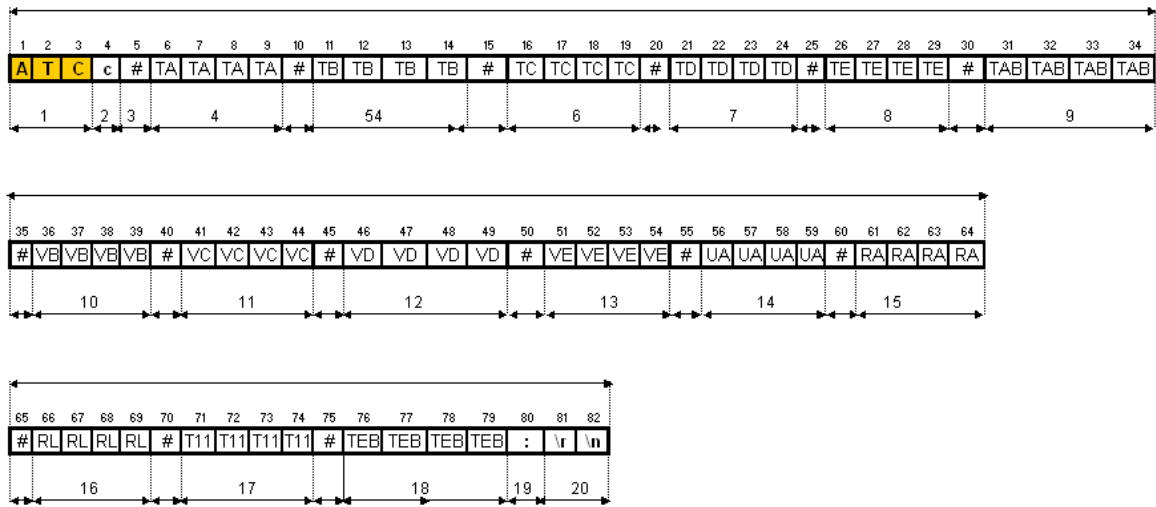 1 2 3 4 5 6 7 8 9 10 11 12 13 14 15 16 17 18 19 20 21 22 23 24 25 26 27 28 29 30 31 32 33 34
A T C c # TA TA TA TA # TB TB TB TB # TC TC TC TC # TD TD TD TD # TE TE TE TE # TAB TAB TAB TAB
1 2 3 4 54 6 7 8 9
35 36 37 38 39 40 41 42 43 44 45 46 47 48 49 50 51 52 53 54 55 56 57 58 59 60 61 62 63 64
# VB VB VB VB # VC VC VC VC # VD VD VD VD # VE VE VE VE # UA UA UA UA # RA RA RA RA
10 11 12 13 14 15
65 66 67 68 69 70 71 72 73 74 75 76 77 78 79 80 81 82
# RL RL RL RL # T11 T11 T11 T11 # TEB TEB TEB TEB : \r \n
16 17 18 19 20